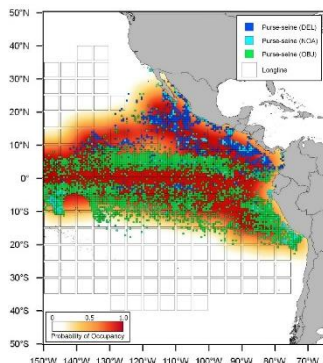 50°N
40°N
30°N
20°N
10°N
0°
10°S
20°S
30°S
40°S
50°S
Purse-seine (DEL)
Purse-seine (NOA)
Purse-seine (OBJ)
Longline
0 0.5 1.0
Probability of Occupancy
150°W 140°W 130°W 120°W 110°W 100°W 90°W 80°W 70°W